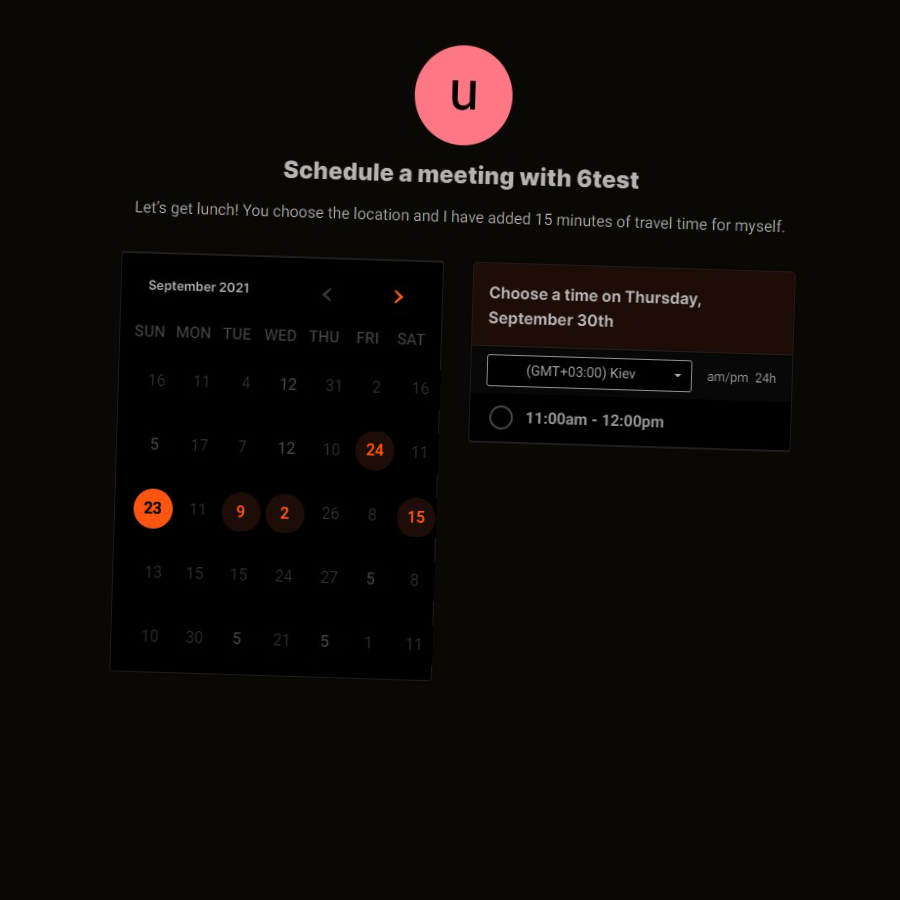 u
Schedule a meeting with 6test
Let's get lunch! You choose the location and I have added 15 minutes of travel time for myself.
September 2021
SUN MON TUE WED THU FRI SAT
16 11 4 12 31 2 16
5 17 7 12 10 24 11
23 11 9 2 26 8 15
13 15 15 24 27 5 8
10 30 5 21 5 1 11
Choose a time on Thursday,
September 30th
(GMT+03:00) Kiev
am/pm 24h
11:00am - 12:00pm